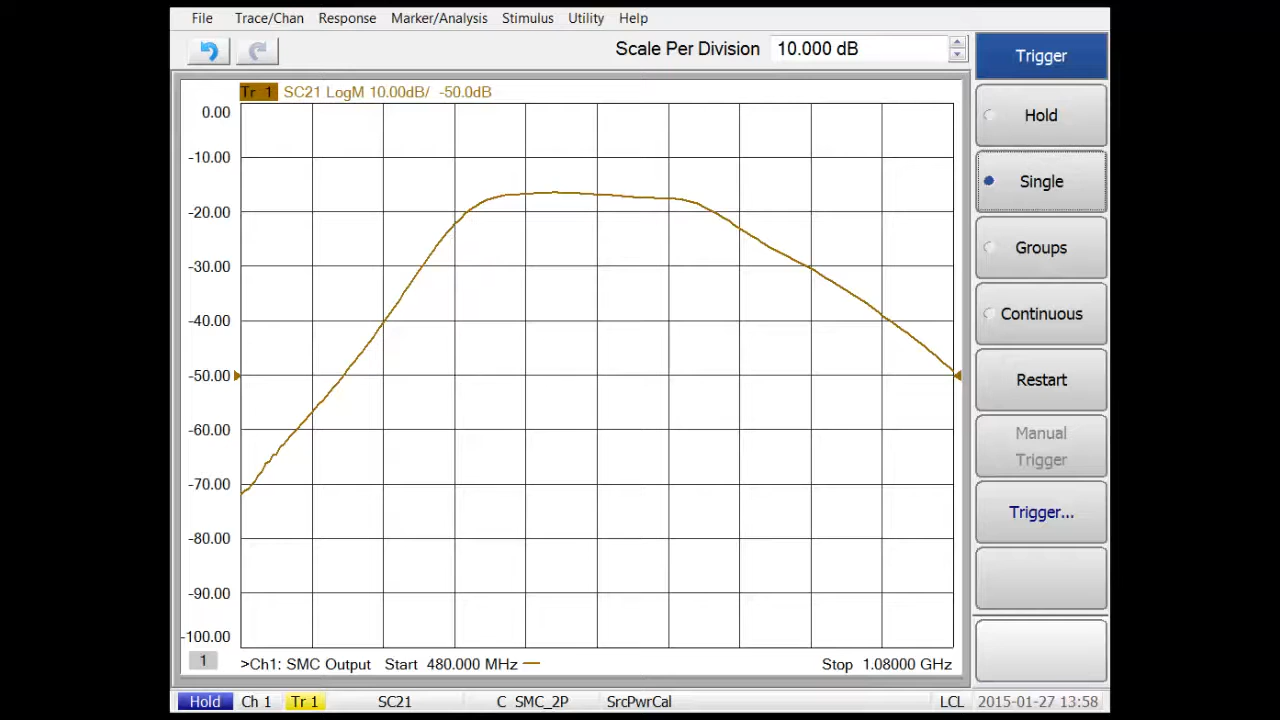 File Trace/Chan Response Marker/Analysis Stimulus Utility Help
Scale Per Division 10.000 dB
Tr 1 SC21 LogM 10.00dB/ -50.0dB
0.00
-10.00
-20.00
-30.00
-40.00
-50.00
-60.00
-70.00
-80.00
-90.00
-100.00
1 >Ch1: SMC Output Start 480.000 MHz Stop 1.08000 GHz
Trigger
Hold
Single
Groups
Continuous
Restart
Manual
Trigger
Trigger...
Hold Ch 1 Tr 1 SC21 C SMC_2P SrcPwrCal LCL 2015-01-27 13:58